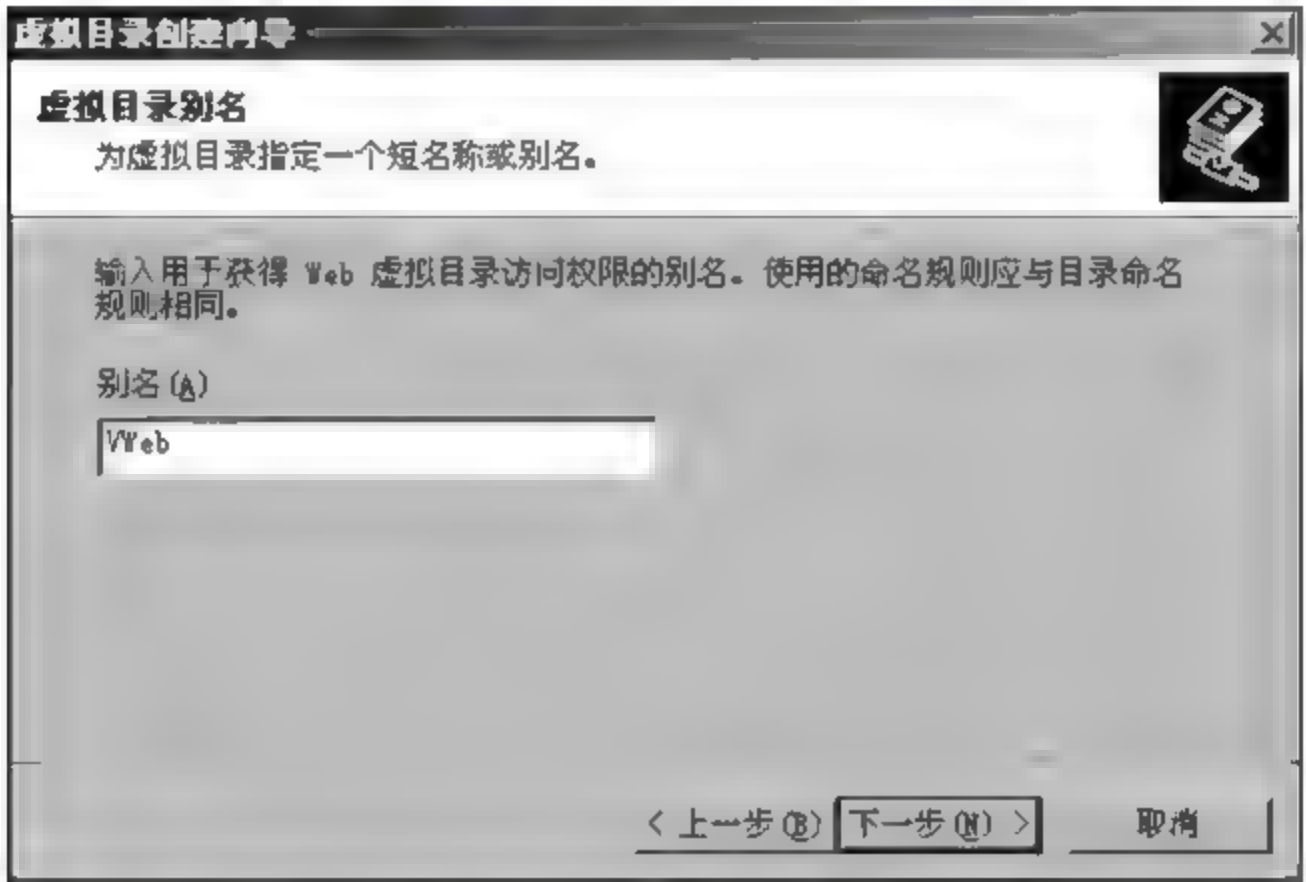 虚拟目录创建向导
虚拟目录别名
为虚拟目录指定一个短名称或别名。
输入用于获得 Web 虚拟目录访问权限的别名。使用的命名规则应与目录命名
规则相同。
别名(A)
VWeb
< 上一步(B) 下一步(N) > 取消